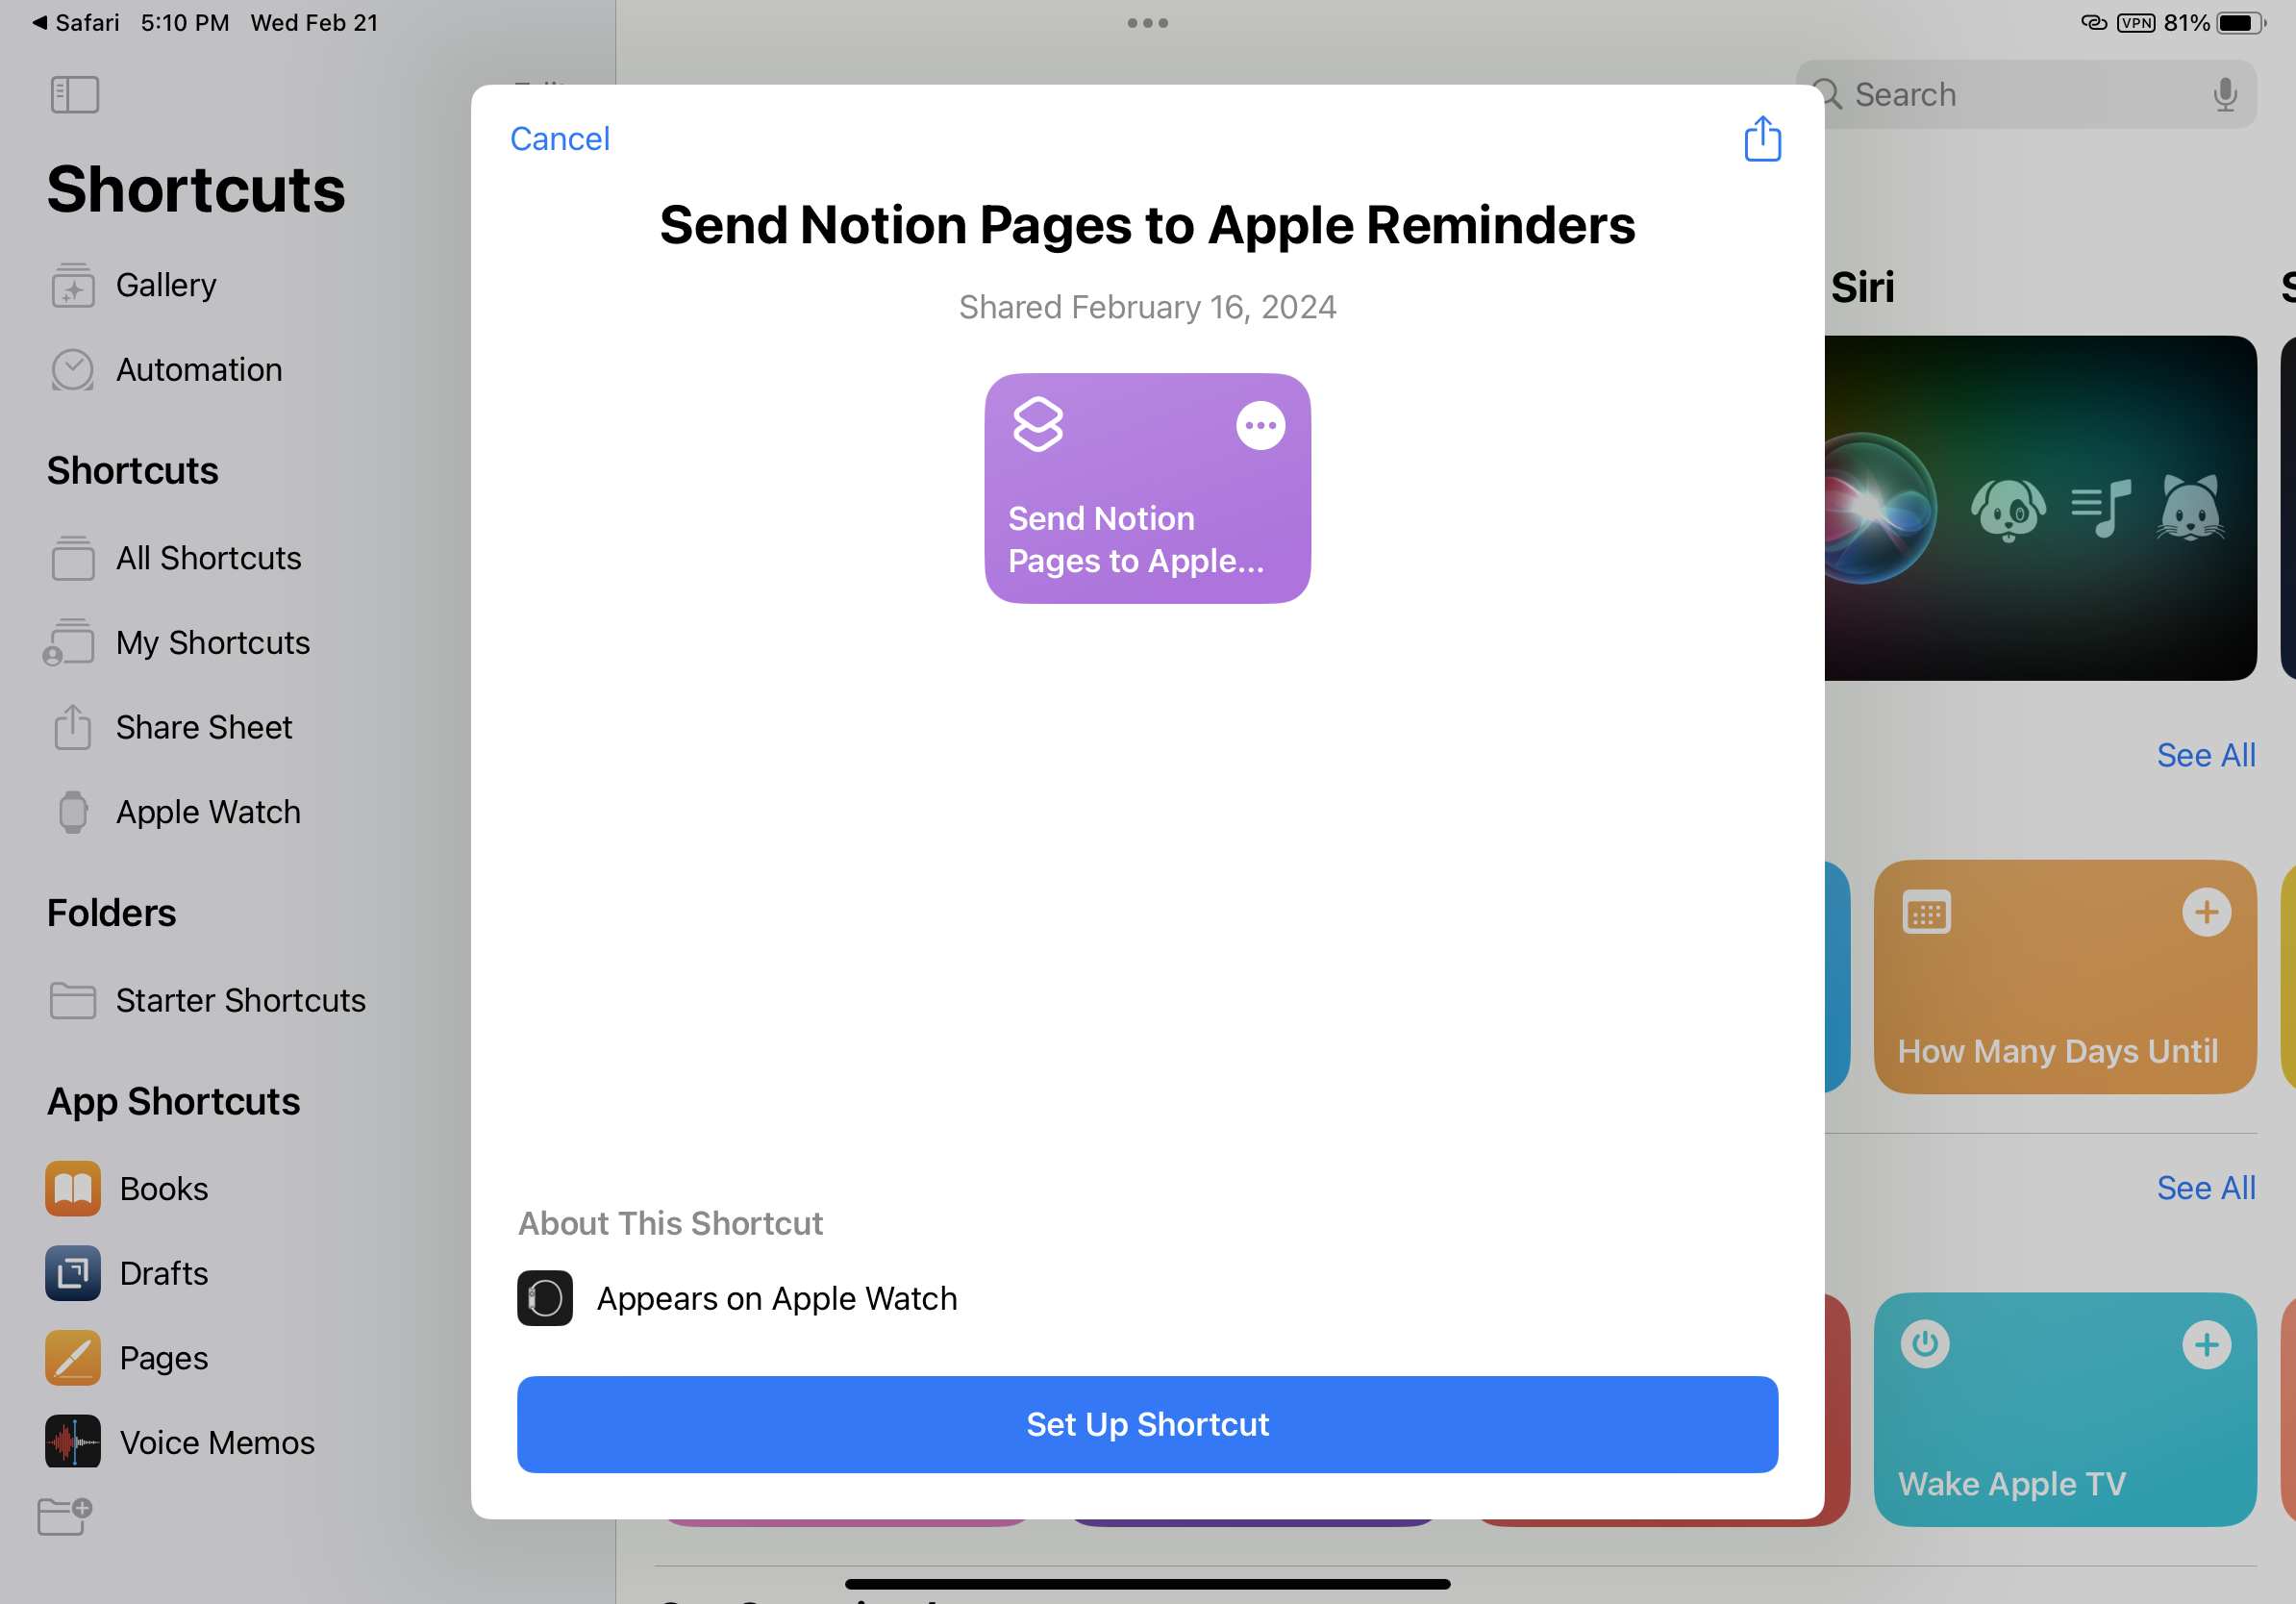 Safari 5:10 PM Wed Feb 21
VPN 81%
Shortcuts
Gallery
Automation
Shortcuts
All Shortcuts
My Shortcuts
Share Sheet
Apple Watch
Folders
Starter Shortcuts
App Shortcuts
Books
Drafts
Pages
Voice Memos
Cancel
Send Notion Pages to Apple Reminders
Shared February 16, 2024
Send Notion
Pages to Apple...
About This Shortcut
Appears on Apple Watch
Set Up Shortcut
Search
Siri
See All
How Many Days Until
See All
Wake Apple TV